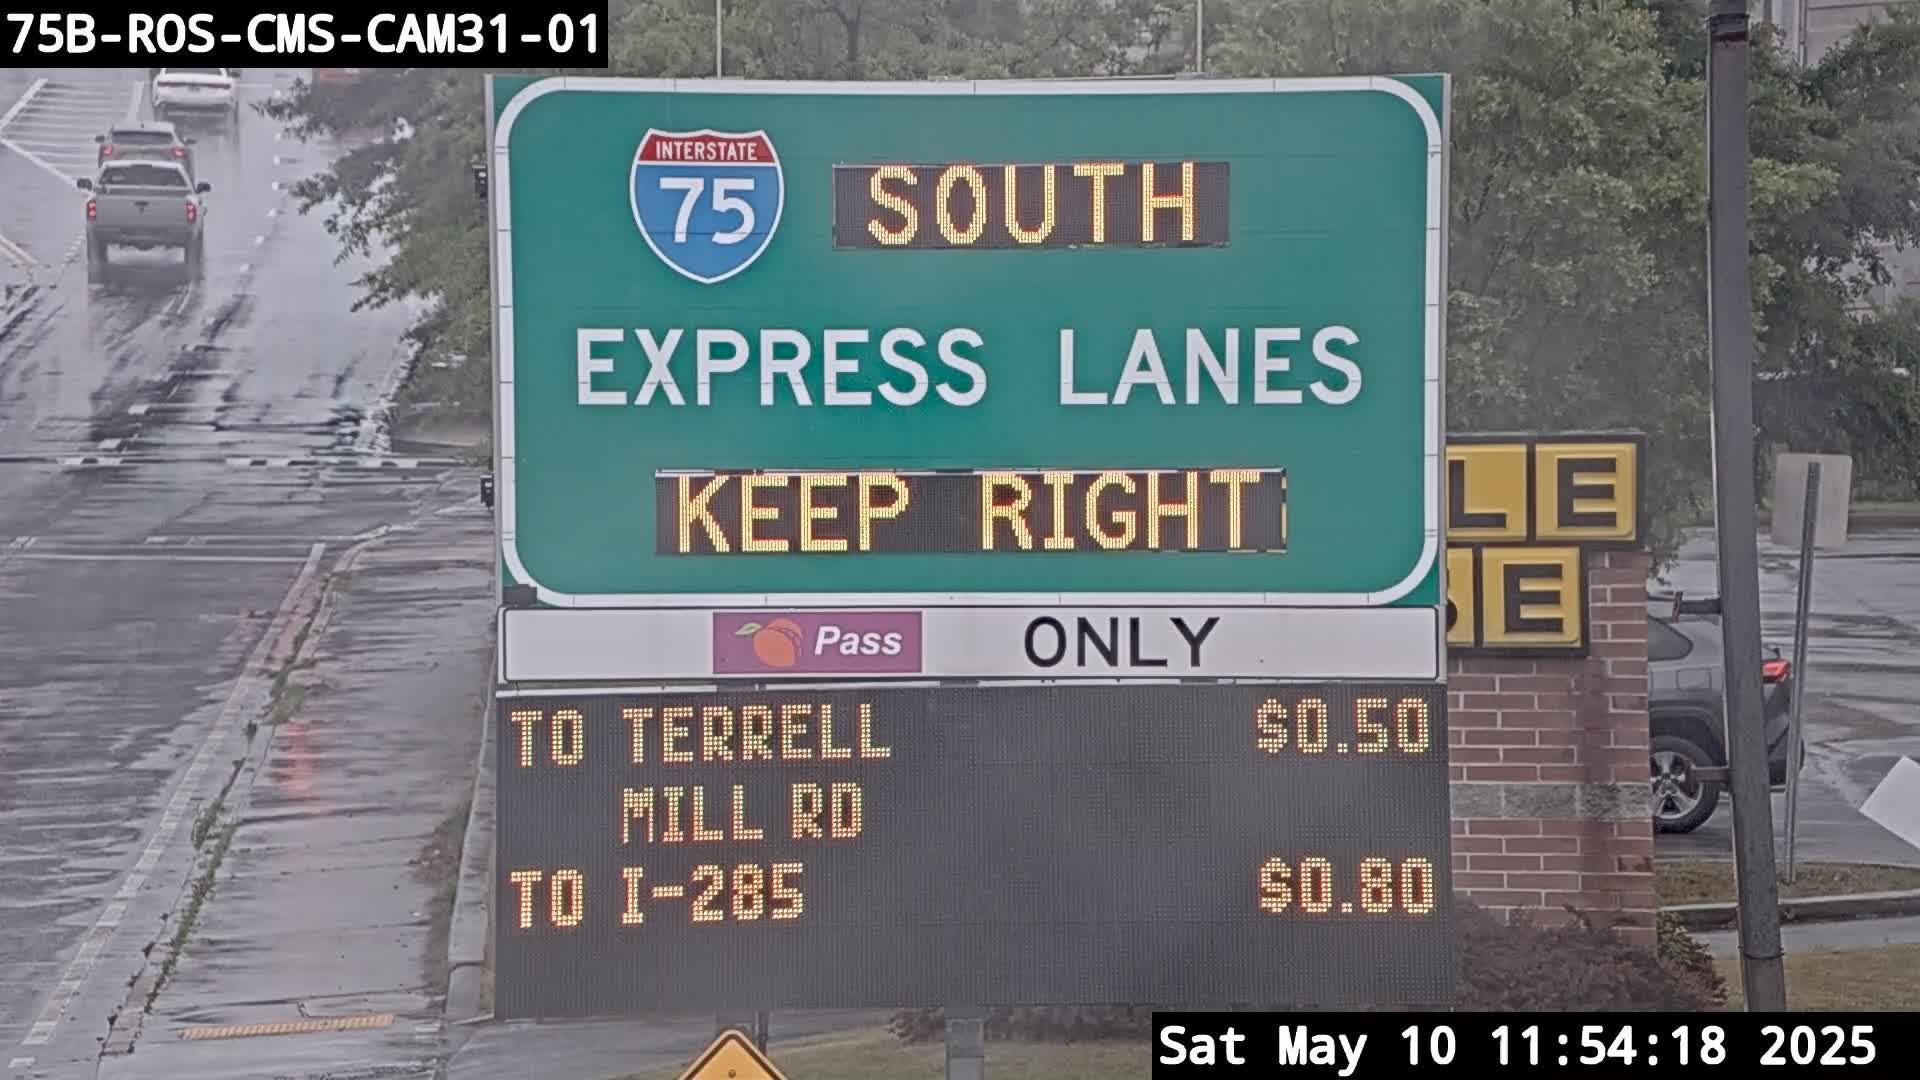 75B-ROS-CMS-CAM31-01
INTERSTATE
75
SOUTH
EXPRESS LANES
KEEP RIGHT
Pass ONLY
TO TERRELL $0.50
MILL RD
TO I-285 $0.80
LE
E
Sat May 10 11:54:18 2025